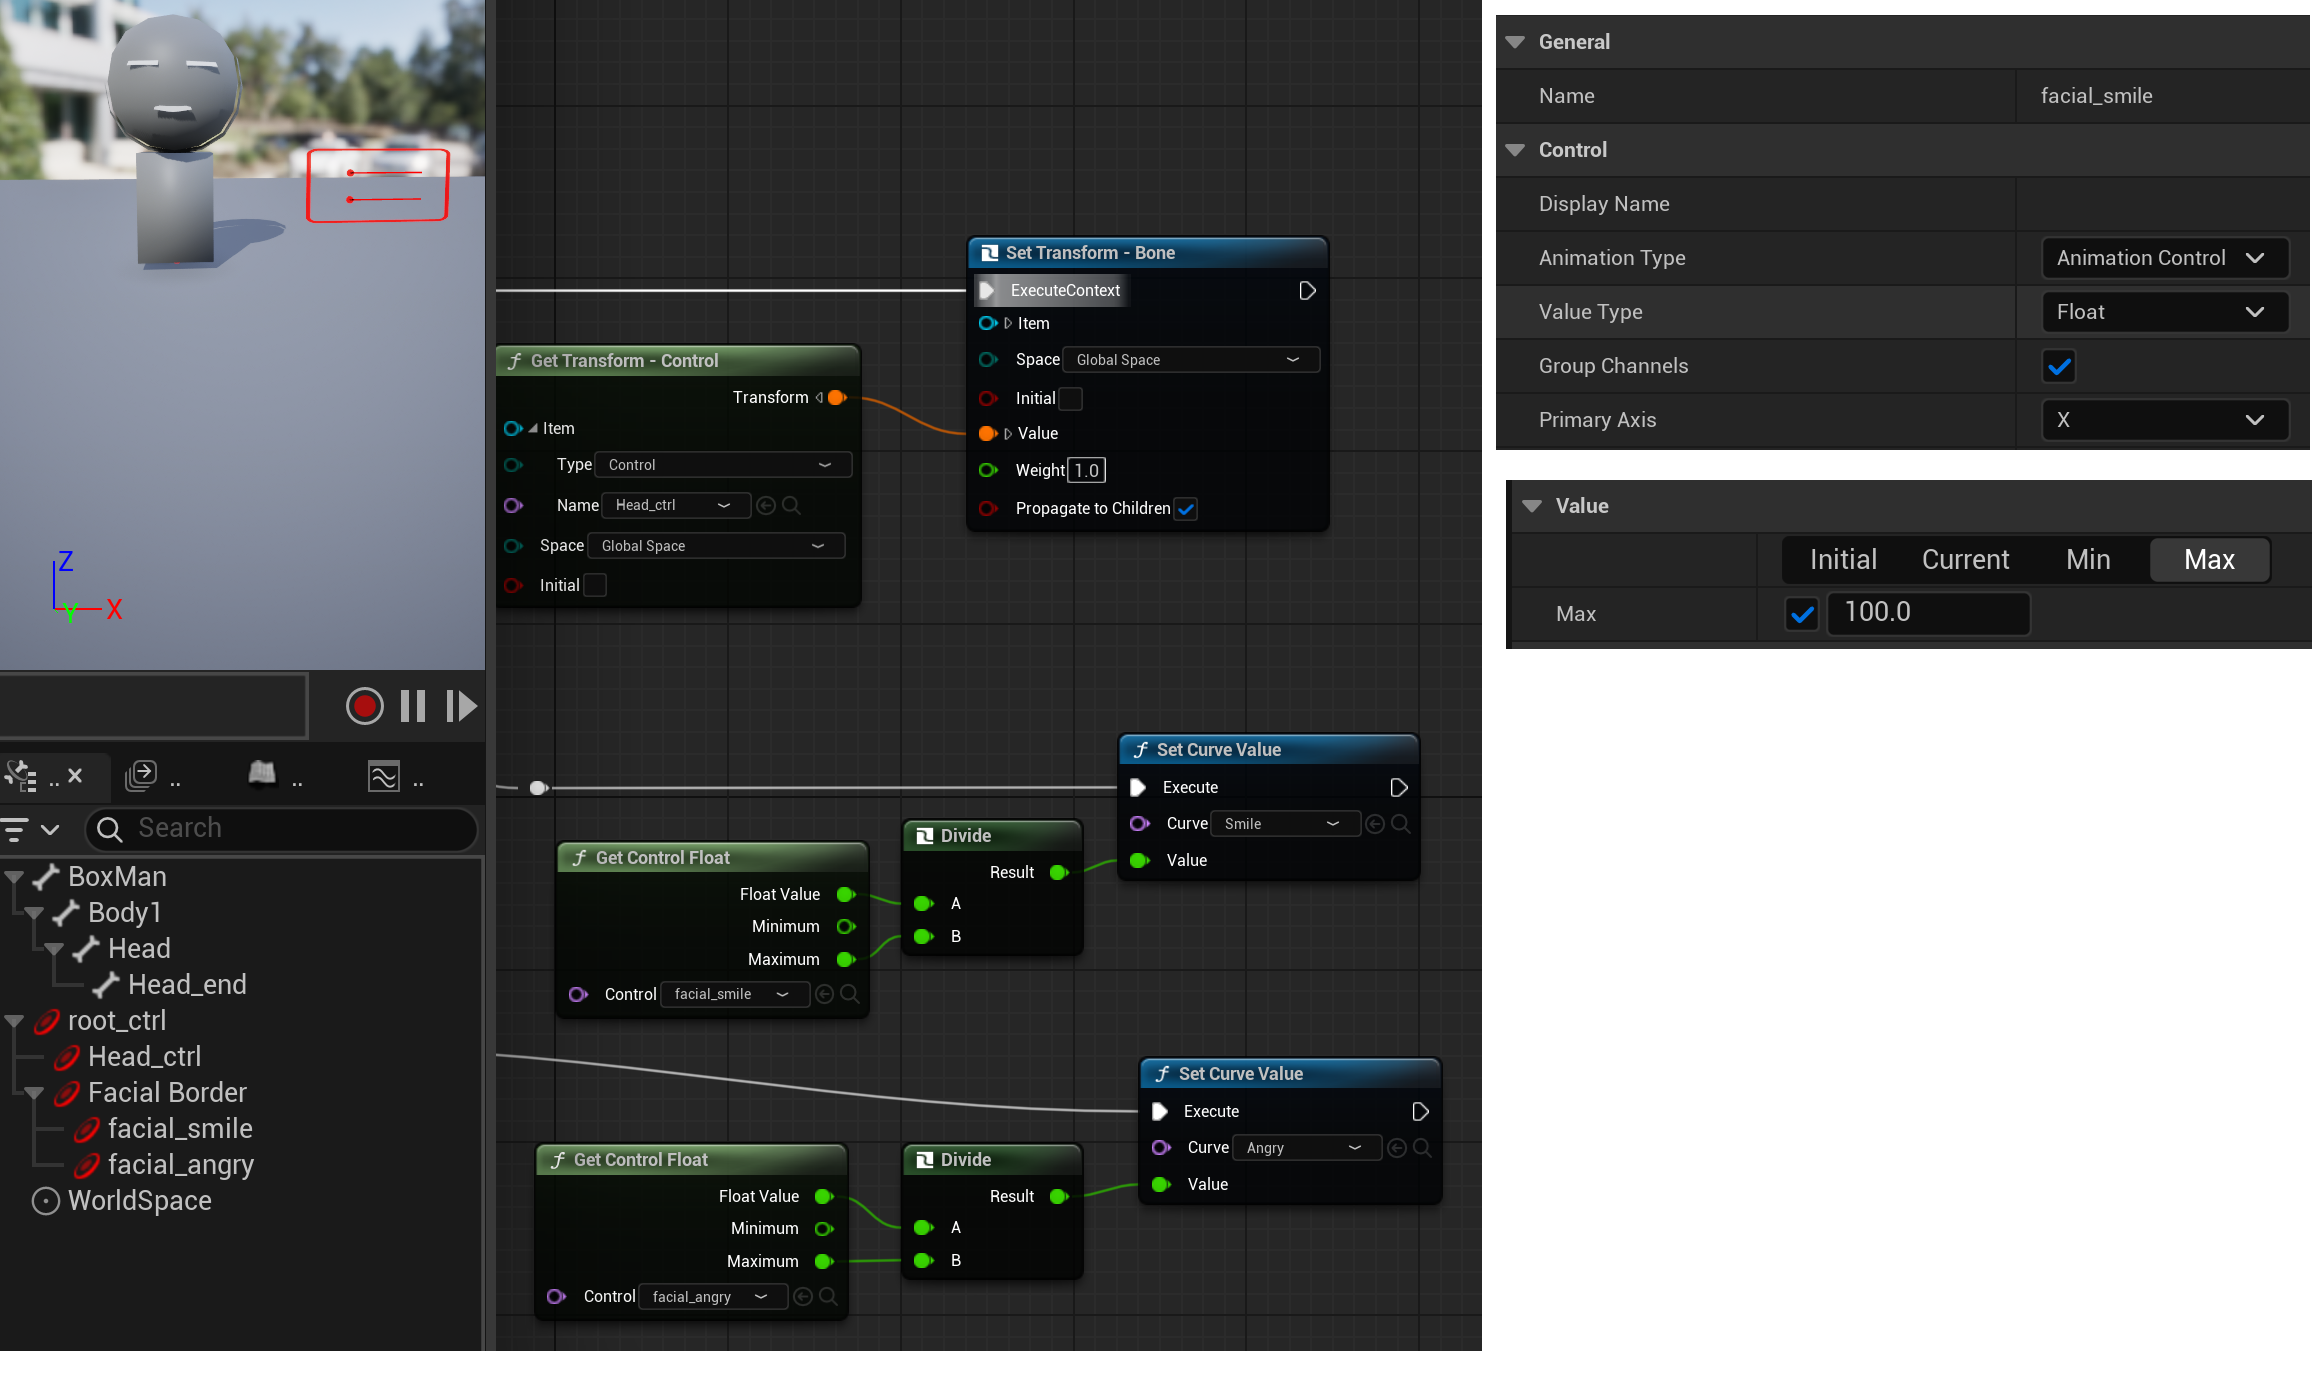 Z
Y
X
..
..
..
..
Search
BoxMan
Body1
Head
Head_end
root_ctrl
Head_ctrl
Facial Border
facial_smile
facial_angry
WorldSpace
Set Transform - Bone
ExecuteContext
Item
Space Global Space
Initial
Value
Weight 1.0
Propagate to Children
Get Transform - Control
Transform
Item
Type Control
Name Head_ctrl
Space Global Space
Initial
Set Curve Value
Execute
Curve Smile
Value
Divide
Result
A
B
Get Control Float
Float Value
Minimum
Maximum
Control facial_smile
Set Curve Value
Execute
Curve Angry
Value
Divide
Result
A
B
Get Control Float
Float Value
Minimum
Maximum
Control facial_angry
General
Name facial_smile
Control
Display Name
Animation Type Animation Control
Value Type Float
Group Channels
Primary Axis X
Value
Initial Current Min Max
Max 100.0